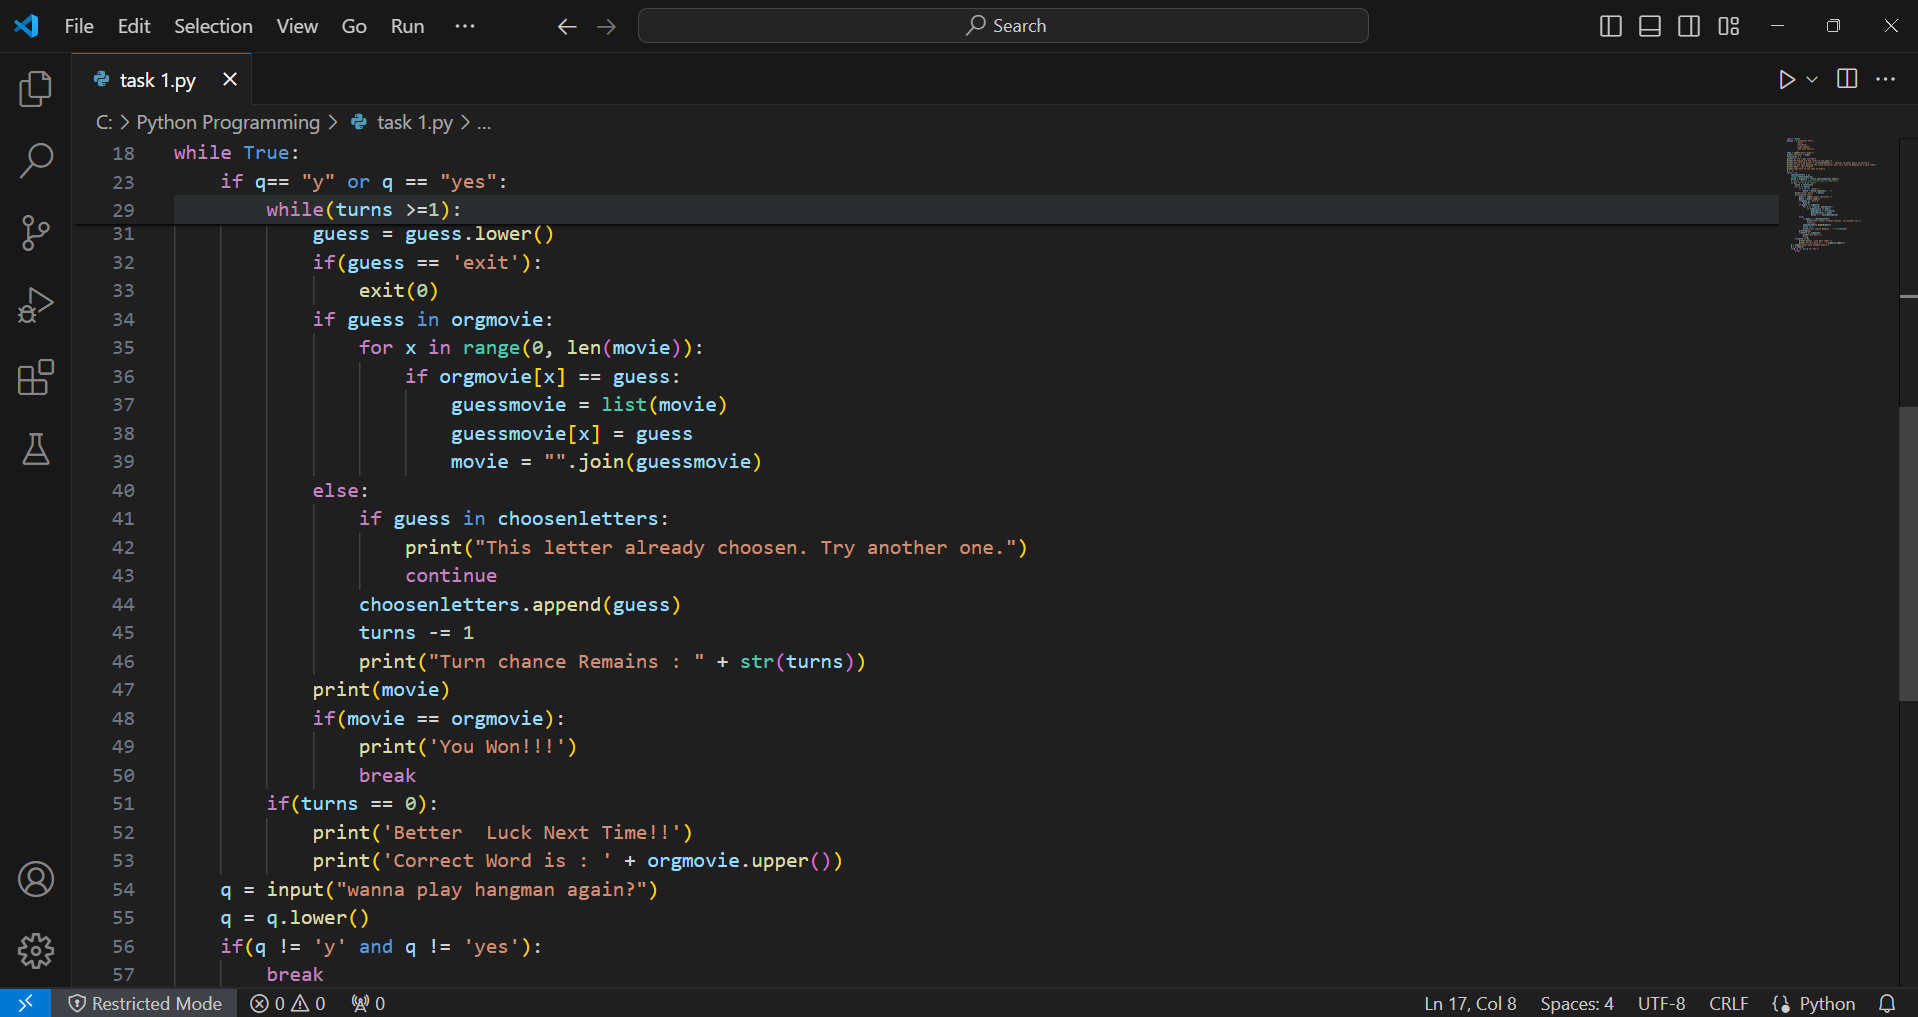 File Edit Selection View Go Run ··· Search
task 1.py
C: > Python Programming > task 1.py > ...
18 while True:
23 if q== "y" or q == "yes":
29 while(turns >=1):
31 guess = guess.lower()
32 if(guess == 'exit'):
33 exit(0)
34 if guess in orgmovie:
35 for x in range(0, len(movie)):
36 if orgmovie[x] == guess:
37 guessmovie = list(movie)
38 guessmovie[x] = guess
39 movie = "".join(guessmovie)
40 else:
41 if guess in choosenletters:
42 print("This letter already choosen. Try another one.")
43 continue
44 choosenletters.append(guess)
45 turns -= 1
46 print("Turn chance Remains : " + str(turns))
47 print(movie)
48 if(movie == orgmovie):
49 print('You Won!!!')
50 break
51 if(turns == 0):
52 print('Better  Luck Next Time!!')
53 print('Correct Word is : ' + orgmovie.upper())
54 q = input("wanna play hangman again?")
55 q = q.lower()
56 if(q != 'y' and q != 'yes'):
57 break
Restricted Mode 0 0 0 Ln 17, Col 8 Spaces: 4 UTF-8 CRLF Python